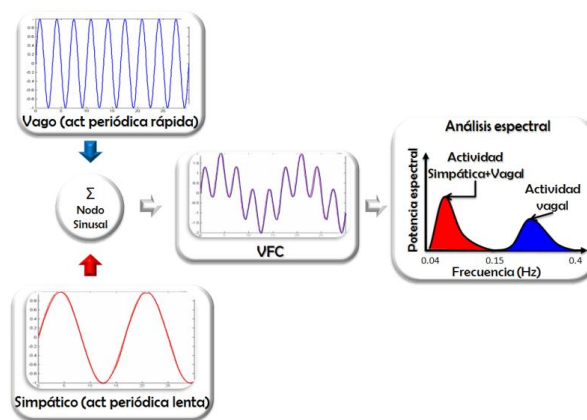 Vago (act periódica rápida)
Σ
Nodo
Sinusal
Simpático (act periódica lenta)
VFC
Análisis espectral
Potencia espectral
Actividad
Simpática+Vagal
Actividad
vagal
0.04
0.15
0.4
Frecuencia (Hz)